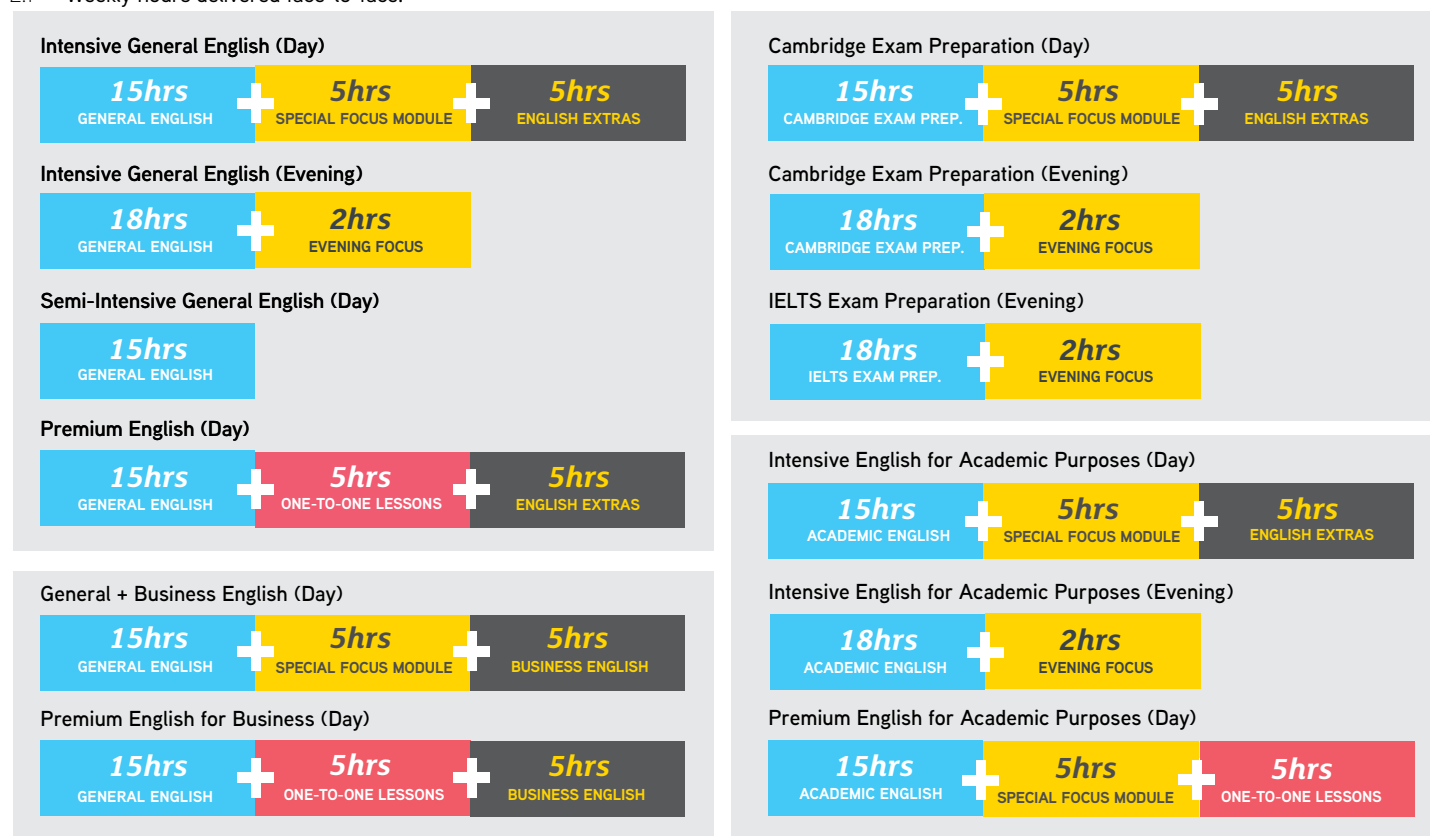 Weekly hours delivered face-to-face.
Intensive General English (Day)
15hrs
GENERAL ENGLISH
5hrs
SPECIAL FOCUS MODULE
5hrs
ENGLISH EXTRAS
Intensive General English (Evening)
18hrs
GENERAL ENGLISH
2hrs
EVENING FOCUS
Semi-Intensive General English (Day)
15hrs
GENERAL ENGLISH
Premium English (Day)
15hrs
GENERAL ENGLISH
5hrs
ONE-TO-ONE LESSONS
5hrs
ENGLISH EXTRAS
General + Business English (Day)
15hrs
GENERAL ENGLISH
5hrs
SPECIAL FOCUS MODULE
5hrs
BUSINESS ENGLISH
Premium English for Business (Day)
15hrs
GENERAL ENGLISH
5hrs
ONE-TO-ONE LESSONS
5hrs
BUSINESS ENGLISH
Cambridge Exam Preparation (Day)
15hrs
CAMBRIDGE EXAM PREP.
5hrs
SPECIAL FOCUS MODULE
5hrs
ENGLISH EXTRAS
Cambridge Exam Preparation (Evening)
18hrs
CAMBRIDGE EXAM PREP.
2hrs
EVENING FOCUS
IELTS Exam Preparation (Evening)
18hrs
IELTS EXAM PREP.
2hrs
EVENING FOCUS
Intensive English for Academic Purposes (Day)
15hrs
ACADEMIC ENGLISH
5hrs
SPECIAL FOCUS MODULE
5hrs
ENGLISH EXTRAS
Intensive English for Academic Purposes (Evening)
18hrs
ACADEMIC ENGLISH
2hrs
EVENING FOCUS
Premium English for Academic Purposes (Day)
15hrs
ACADEMIC ENGLISH
5hrs
SPECIAL FOCUS MODULE
5hrs
ONE-TO-ONE LESSONS